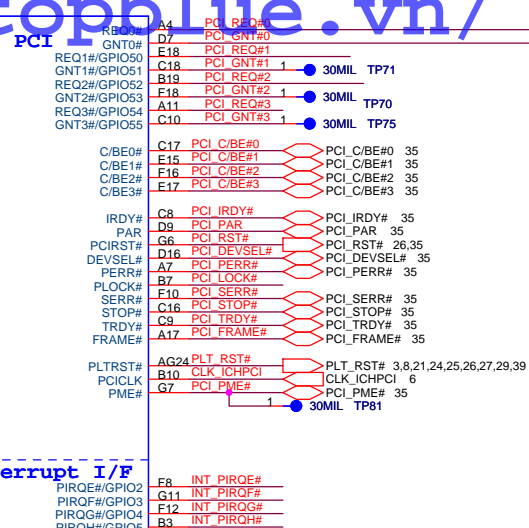 topblue.vn/
PCI
REQ0# A4 PCI_REQ#0
GNT0# D7 PCI_GNT#0
REQ1#/GPIO50 E18 PCI_REQ#1
GNT1#/GPIO51 C18 PCI_GNT#1 1 30MIL TP71
REQ2#/GPIO52 B19 PCI_REQ#2
GNT2#/GPIO53 F18 PCI_GNT#2 1 30MIL TP70
REQ3#/GPIO54 A11 PCI_REQ#3
GNT3#/GPIO55 C10 PCI_GNT#3 1 30MIL TP75
C/BE0# C17 PCI_C/BE#0 PCI_C/BE#0 35
C/BE1# E15 PCI_C/BE#1 PCI_C/BE#1 35
C/BE2# F16 PCI_C/BE#2 PCI_C/BE#2 35
C/BE3# E17 PCI_C/BE#3 PCI_C/BE#3 35
IRDY# C8 PCI_IRDY# PCI_IRDY# 35
PAR D9 PCI_PAR PCI_PAR 35
PCIRST# G6 PCI_RST# PCI_RST# 26,35
DEVSEL# D16 PCI_DEVSEL# PCI_DEVSEL# 35
PERR# A7 PCI_PERR# PCI_PERR# 35
PLOCK# B7 PCI_LOCK#
SERR# F10 PCI_SERR# PCI_SERR# 35
STOP# C16 PCI_STOP# PCI_STOP# 35
TRDY# C9 PCI_TRDY# PCI_TRDY# 35
FRAME# A17 PCI_FRAME# PCI_FRAME# 35
PLTRST# AG24 PLT_RST# PLT_RST# 3,8,21,24,25,26,27,29,39
PCICLK B10 CLK_ICHPCI CLK_ICHPCI 6
PME# G7 PCI_PME# PCI_PME# 35
1 30MIL TP81
errupt I/F
PIRQE#/GPIO2 F8 INT_PIRQE#
PIRQF#/GPIO3 G11 INT_PIRQF#
PIRQG#/GPIO4 F12 INT_PIRQG#
PIRQH#/GPIO5 B3 INT_PIRQH#